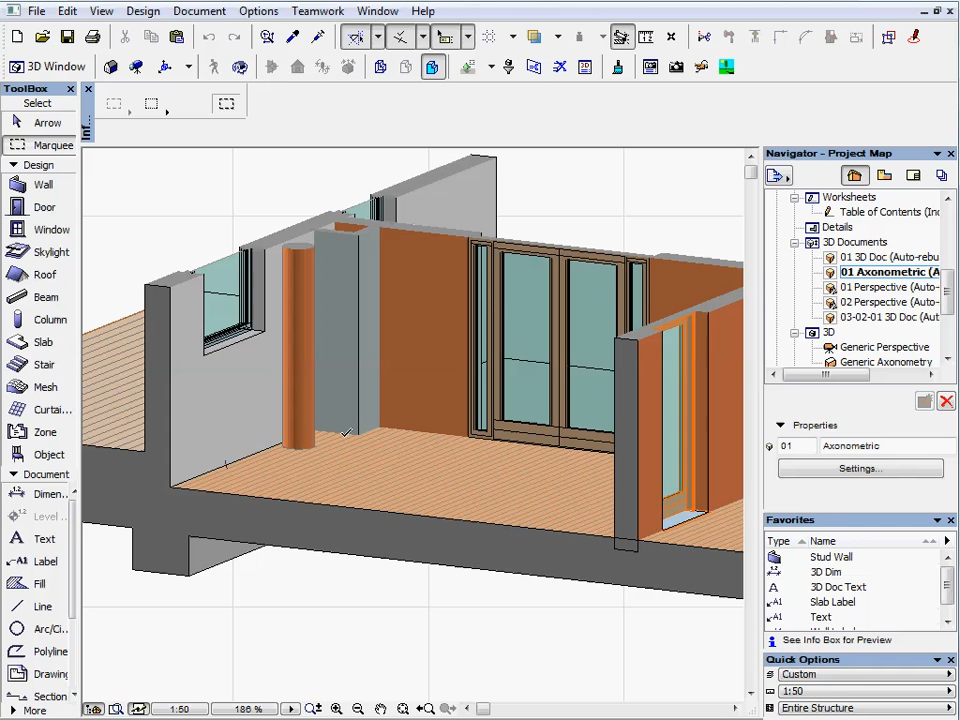 File Edit View Design Document Options Teamwork Window Help
3D Window
ToolBox
Select
Arrow
Marquee
Design
Wall
Door
Window
Skylight
Roof
Beam
Column
Slab
Stair
Mesh
Curtai...
Zone
Object
Document
Dimen...
Level ...
Text
Label
Fill
Line
Arc/Ci...
Polyline
Drawing
Section
More
Inf...
Navigator - Project Map
Worksheets
Table of Contents (Inc
Details
3D Documents
01 3D Doc (Auto-rebu
01 Axonometric (A
01 Perspective (Auto-
02 Perspective (Auto-
03-02-01 3D Doc (Aut
3D
Generic Perspective
Generic Axonometry
Properties
01 Axonometric
Settings...
Favorites
Type Name
Stud Wall
3D Dim
3D Doc Text
Slab Label
Text
See Info Box for Preview
Quick Options
Custom
1:50
Entire Structure
1:50 186 %